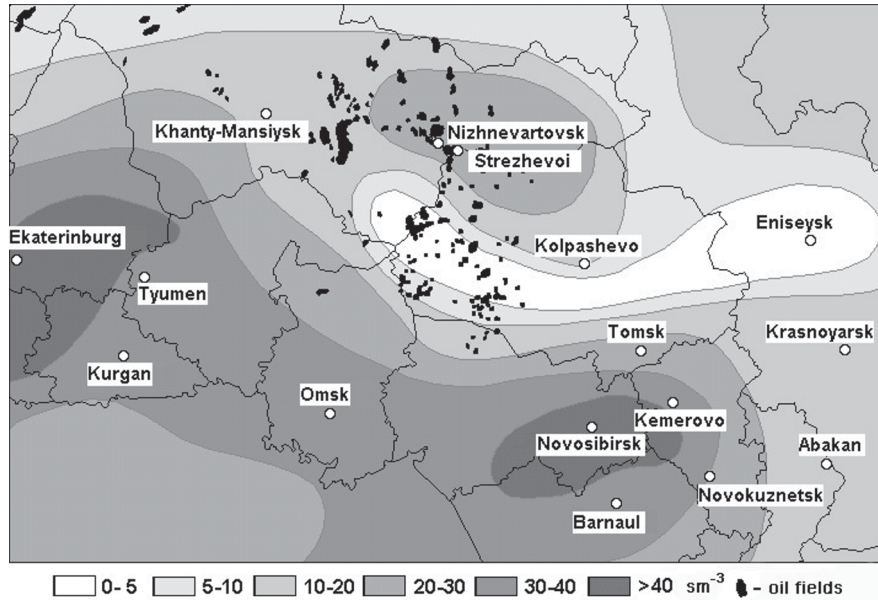 Khanty-Mansiysk
Nizhnevartovsk
Strezhevoi
Ekaterinburg
Eniseysk
Kolpashevo
Tyumen
Tomsk
Krasnoyarsk
Kurgan
Omsk
Kemerovo
Novosibirsk
Abakan
Novokuznetsk
Barnaul
0-5 5-10 10-20 20-30 30-40 >40 sm⁻³ - oil fields